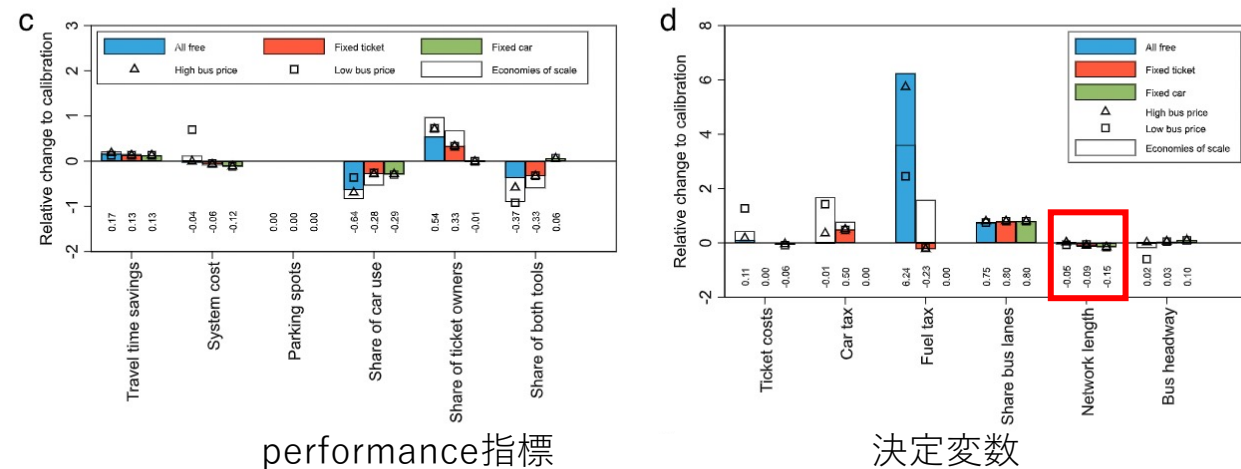 c
Relative change to calibration
3
2
1
0
-1
-2
All free
Fixed ticket
Fixed car
High bus price
Low bus price
Economies of scale
0.17
0.13
0.13
-0.04
-0.06
-0.12
0.00
0.00
0.00
-0.64
-0.28
-0.29
0.54
0.33
-0.01
-0.37
-0.33
0.06
Travel time savings
System cost
Parking spots
Share of car use
Share of ticket owners
Share of both tools
performance指標
d
Relative change to calibration
8
6
4
2
0
-2
All free
Fixed ticket
Fixed car
High bus price
Low bus price
Economies of scale
0.11
0.00
-0.06
-0.01
0.50
0.00
6.24
-0.23
0.00
0.75
0.80
0.80
-0.05
-0.09
-0.15
0.02
0.03
0.10
Ticket costs
Car tax
Fuel tax
Share bus lanes
Network length
Bus headway
決定変数